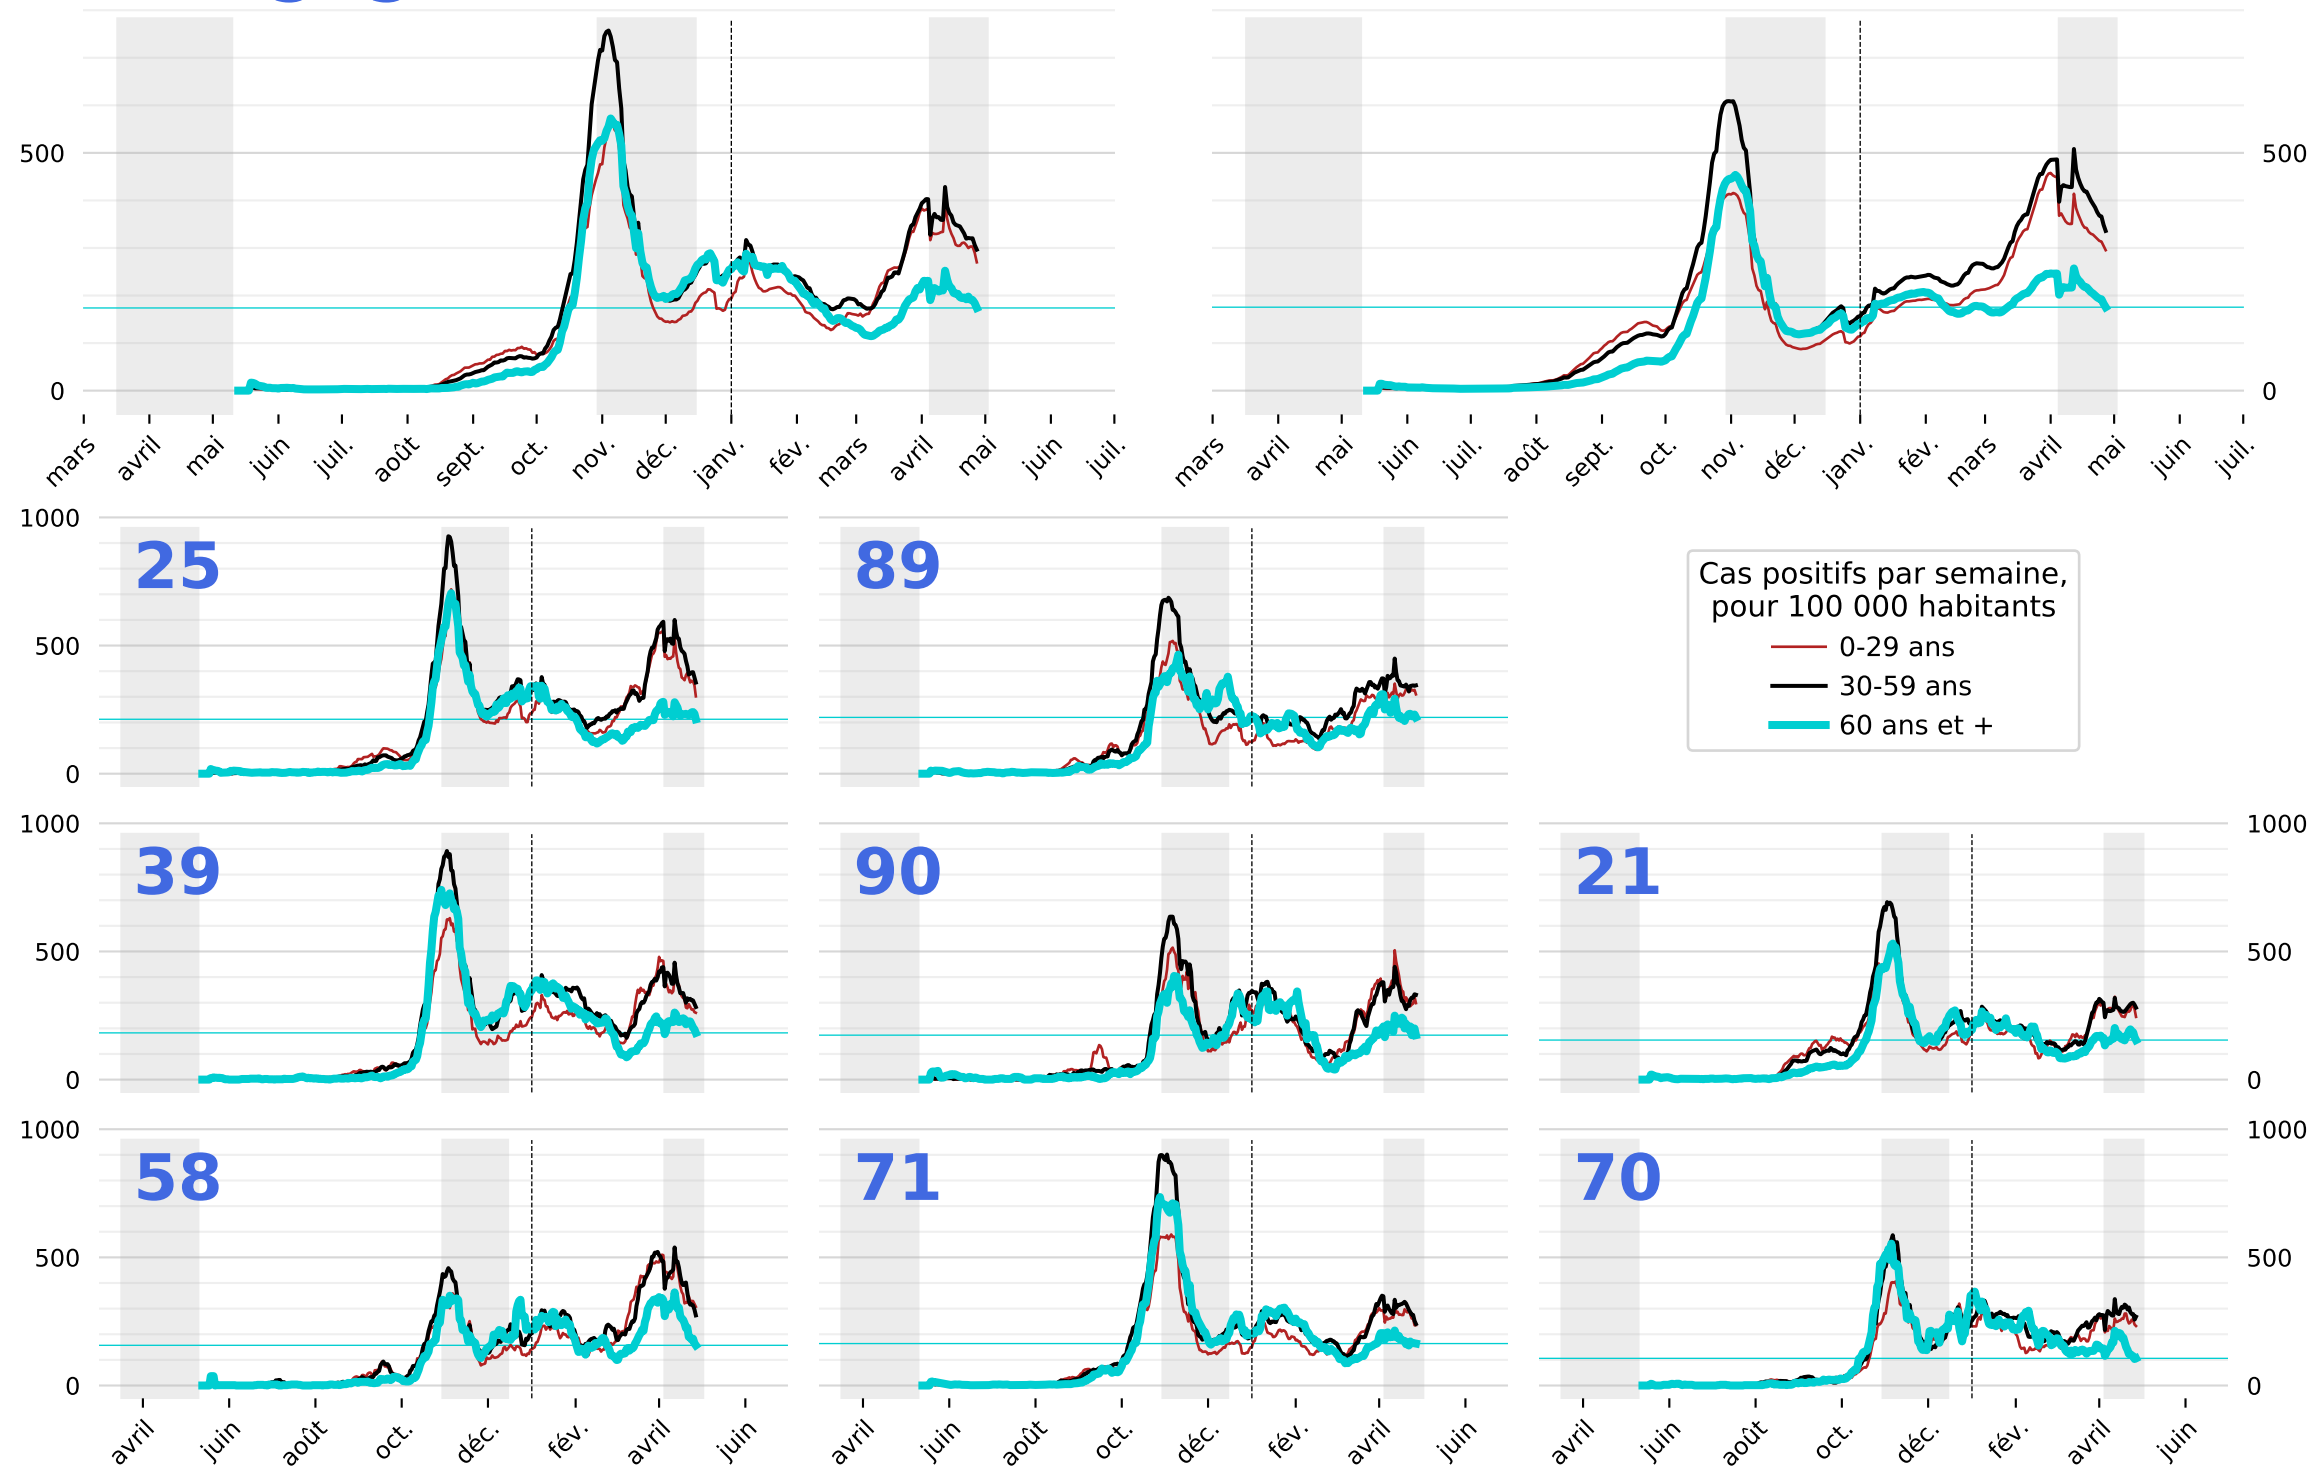 500
500
0
0
mars avril mai juin juil. août sept. oct. nov. déc. janv. fév. mars avril mai juin juil.
mars avril mai juin juil. août sept. oct. nov. déc. janv. fév. mars avril mai juin juil.
1000
25
89
500
0
Cas positifs par semaine,
pour 100 000 habitants
0-29 ans
30-59 ans
60 ans et +
1000
1000
39
90
21
500
500
0
0
1000
1000
58
71
70
500
500
0
0
avril juin août oct. déc. fév. avril juin
avril juin août oct. déc. fév. avril juin
avril juin août oct. déc. fév. avril juin